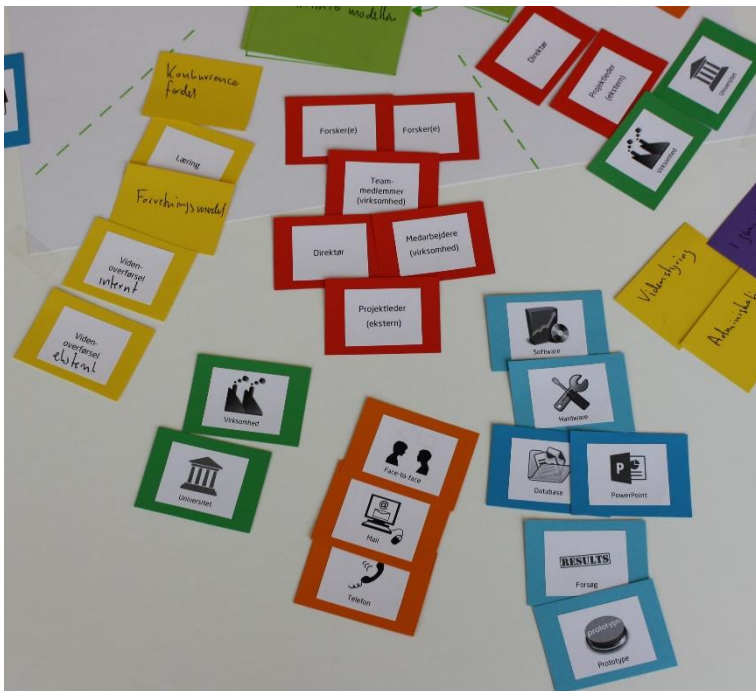 modellen
Direktør
Projektleder
(ekstern)
Universitet
Virksomhed
Konkurrence
fordel
Læring
Forretningsmodel
Viden-
overførsel
internt
Viden-
overførsel
eksternt
Forsker(e)
Forsker(e)
Team-
medlemmer
(virksomhed)
Direktør
Medarbejdere
(virksomhed)
Projektleder
(ekstern)
Videnstyring
Virksomhed
Universitet
Face-to-face
Mail
Telefon
Software
Hardware
Database
PowerPoint
P
RESULTS
Forsøg
prototype
Prototype